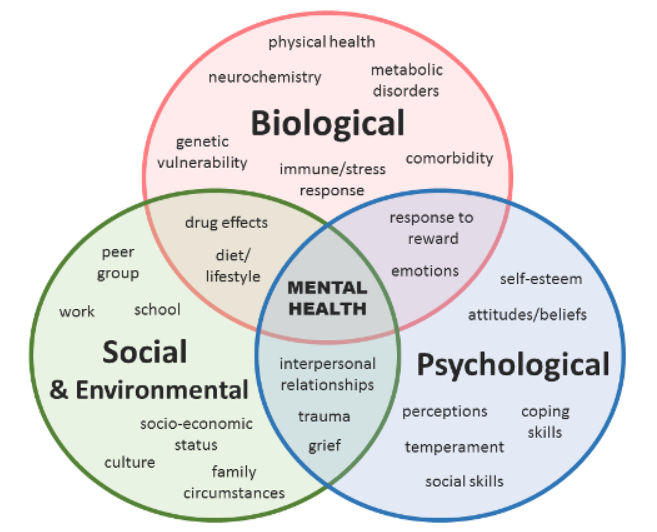 physical health
neurochemistry
metabolic
disorders
Biological
genetic
vulnerability
immune/stress
response
comorbidity
drug effects
diet/
lifestyle
response to
reward
emotions
MENTAL
HEALTH
peer
group
work
school
Social
& Environmental
socio-economic
status
culture
family
circumstances
interpersonal
relationships
trauma
grief
self-esteem
attitudes/beliefs
Psychological
perceptions
coping
skills
temperament
social skills